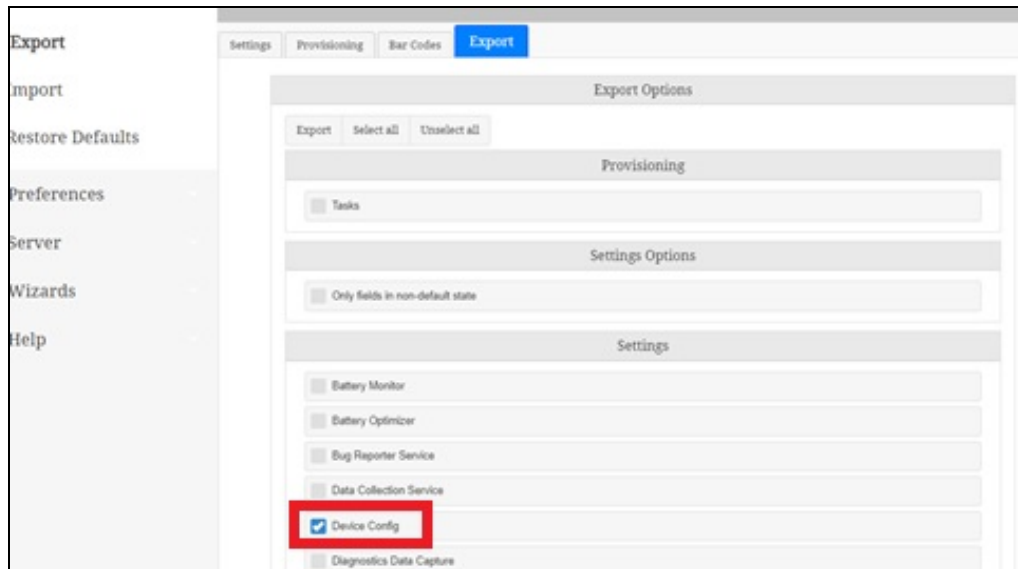 Export
mport
Restore Defaults
Preferences
Server
Wizards
Help
Settings Provisioning Bar Codes Export
Export Options
Export Select all Unselect all
Provisioning
Tasks
Settings Options
Only fields in non-default state
Settings
Battery Monitor
Battery Optimizer
Bug Reporter Service
Data Collection Service
Device Config
Diagnostics Data Capture